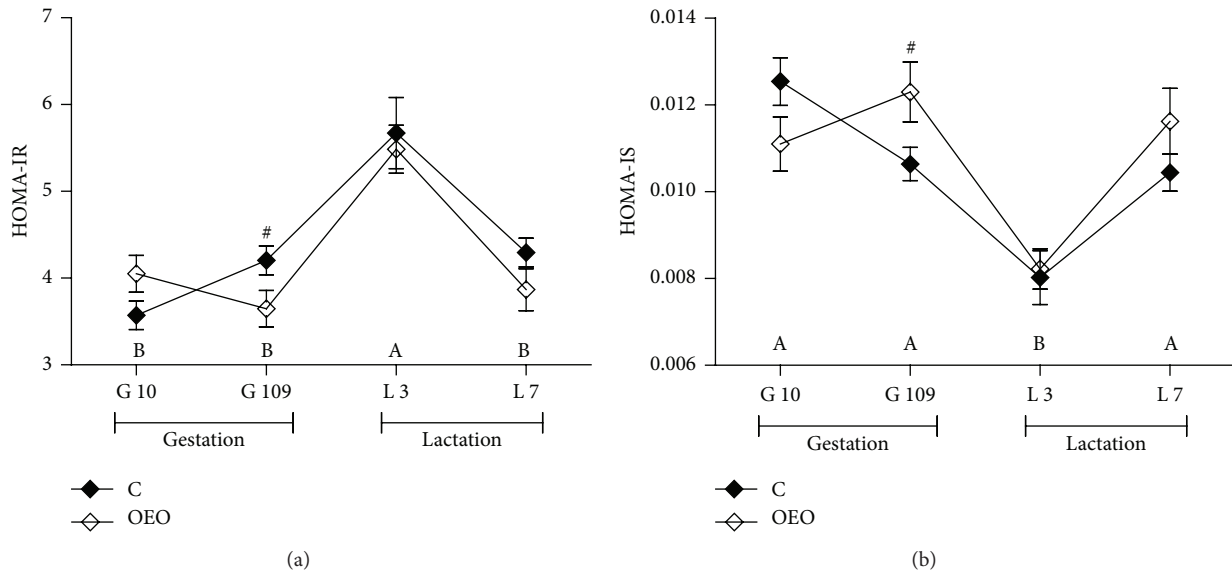 7
6
5
4
3
HOMA-IR
#
B
B
A
B
G 10
G 109
L 3
L 7
Gestation
Lactation
C
OEO
(a)
0.014
0.012
0.010
0.008
0.006
HOMA-IS
#
A
A
B
A
G 10
G 109
L 3
L 7
Gestation
Lactation
C
OEO
(b)